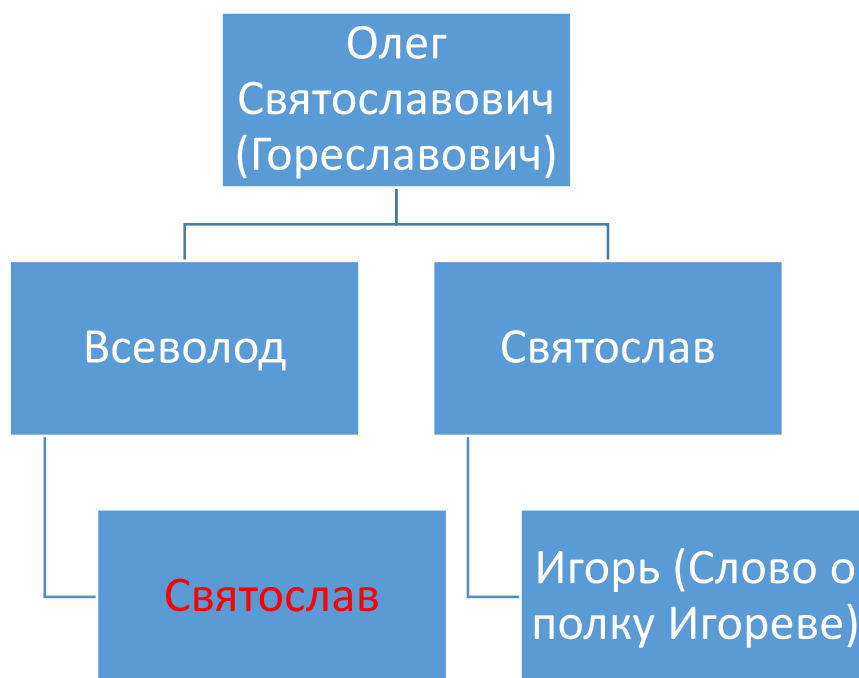 Олег
Святославович
(Гореславович)
Всеволод
Святослав
Святослав
Игорь (Слово о
полку Игореве)